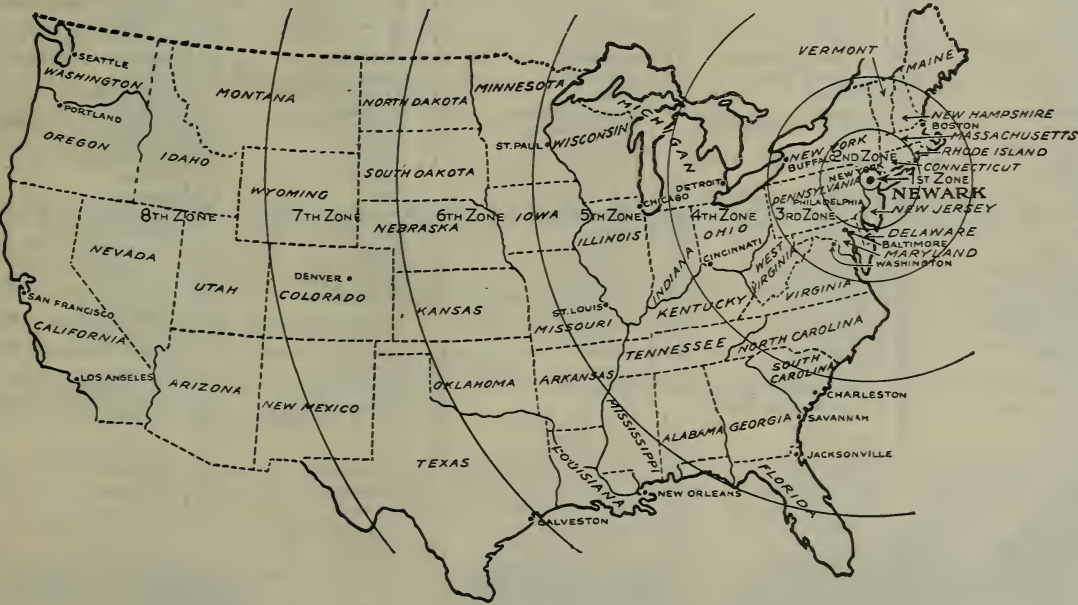 SEATTLE
WASHINGTON
PORTLAND
OREGON
IDAHO
MONTANA
WYOMING
NEVADA
UTAH
SAN FRANCISCO
CALIFORNIA
LOS ANGELES
ARIZONA
NEW MEXICO
DENVER
COLORADO
NORTH DAKOTA
SOUTH DAKOTA
NEBRASKA
KANSAS
OKLAHOMA
TEXAS
GALVESTON
MINNESOTA
ST. PAUL
WISCONSIN
MICHIGAN
IOWA
CHICAGO
DETROIT
ILLINOIS
INDIANA
OHIO
CINCINNATI
ST. LOUIS
MISSOURI
KENTUCKY
WEST
VIRGINIA
VIRGINIA
TENNESSEE
NORTH CAROLINA
SOUTH
CAROLINA
ARKANSAS
MISSISSIPPI
LOUISIANA
NEW ORLEANS
ALABAMA
GEORGIA
CHARLESTON
SAVANNAH
JACKSONVILLE
FLORIDA
8TH ZONE
7TH ZONE
6TH ZONE
5TH ZONE
4TH ZONE
3RD ZONE
2ND ZONE
VERMONT
MAINE
NEW HAMPSHIRE
BOSTON
MASSACHUSETTS
RHODE ISLAND
CONNECTICUT
1ST ZONE
NEWARK
NEW JERSEY
DELAWARE
BALTIMORE
MARYLAND
WASHINGTON
NEW YORK
BUFFALO
NEW YORK
PENNSYLVANIA
PHILADELPHIA